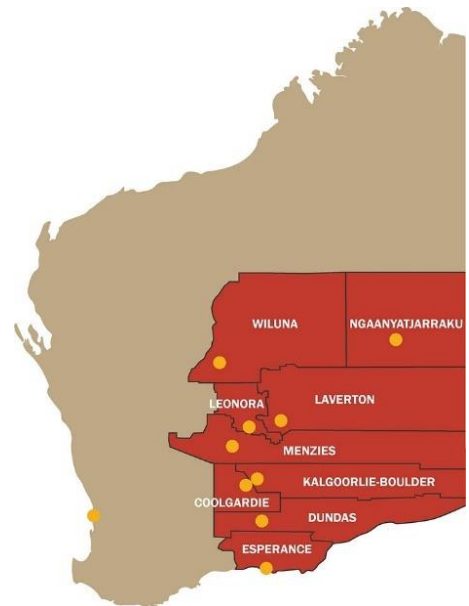 WILUNA
NGAANYATJARRAKU
LEONORA
LAVERTON
MENZIES
KALGOORLIE-BOULDER
COOLGARDIE
DUNDAS
ESPERANCE